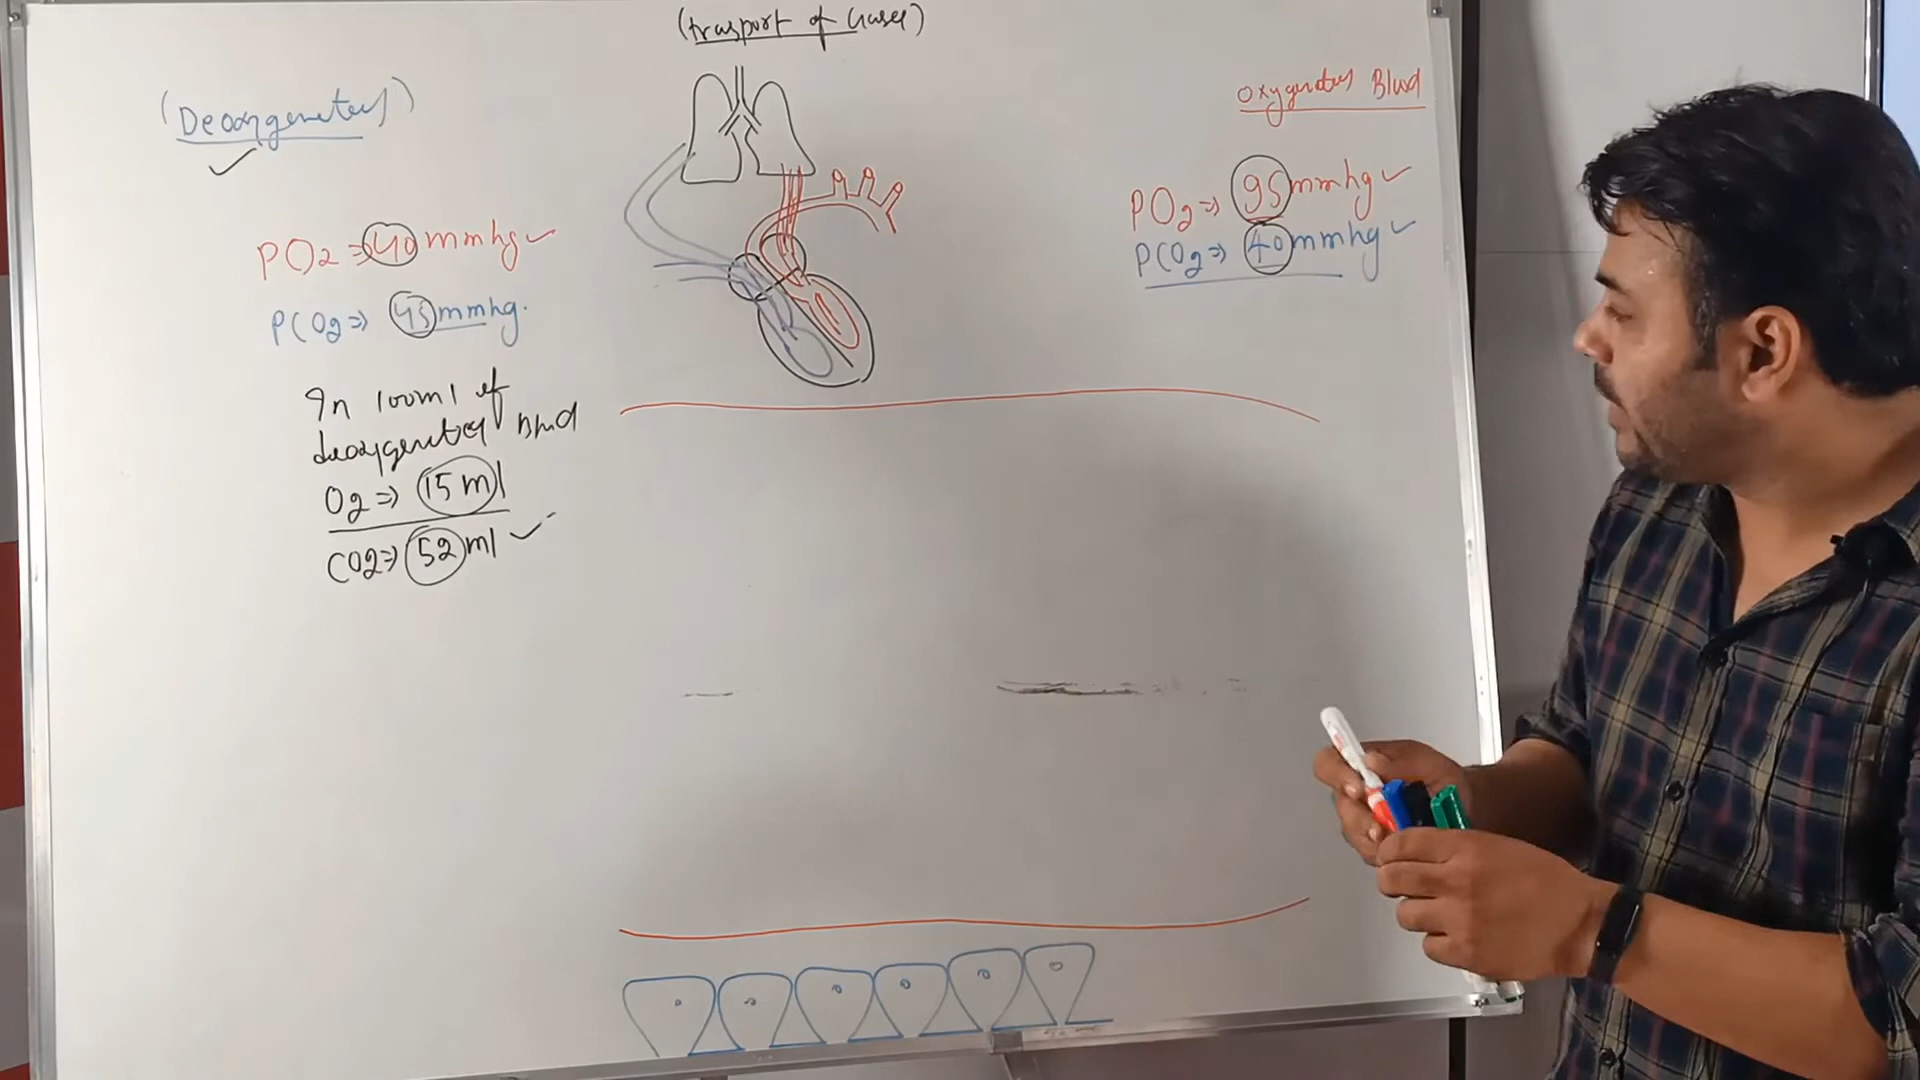 (trasport of Gases)
(Deoxygenated)
PO2 => 40 mmhg
PCO2 => 45 mmhg.
In 100ml of
deoxygenated Blood
O2 => 15 ml
CO2 => 52 ml
Oxygenated Blood
PO2 => 95 mmhg
PCO2 => 40 mmhg